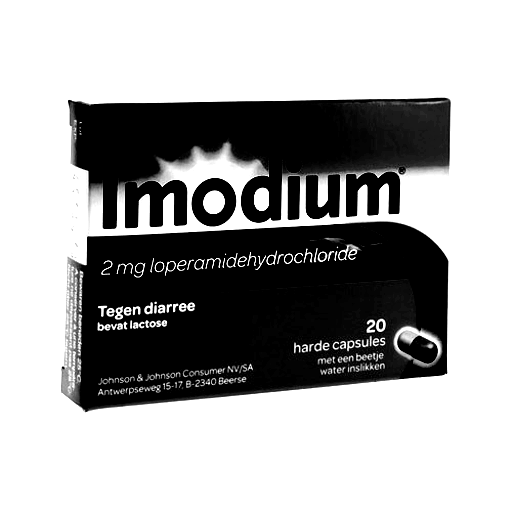 Imodium®
2 mg loperamidehydrochloride
Tegen diarree
bevat lactose
20
harde capsules
met een beetje
water inslikken
Johnson & Johnson Consumer NV/SA
Antwerpseweg 15-17, B-2340 Beerse